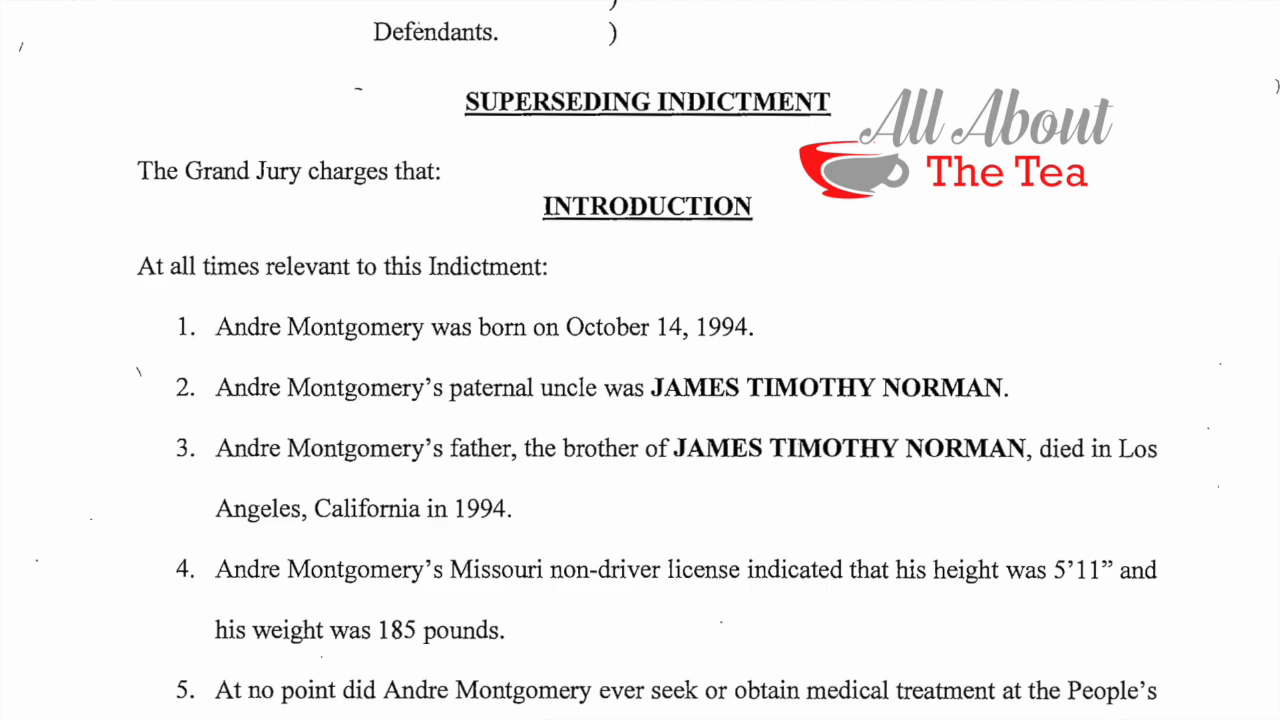 )
Defendants. )
SUPERSEDING INDICTMENT
All About
The Tea
The Grand Jury charges that:
INTRODUCTION
At all times relevant to this Indictment:
1. Andre Montgomery was born on October 14, 1994.
2. Andre Montgomery’s paternal uncle was JAMES TIMOTHY NORMAN.
3. Andre Montgomery’s father, the brother of JAMES TIMOTHY NORMAN, died in Los
Angeles, California in 1994.
4. Andre Montgomery’s Missouri non-driver license indicated that his height was 5’11” and
his weight was 185 pounds.
5. At no point did Andre Montgomery ever seek or obtain medical treatment at the People’s